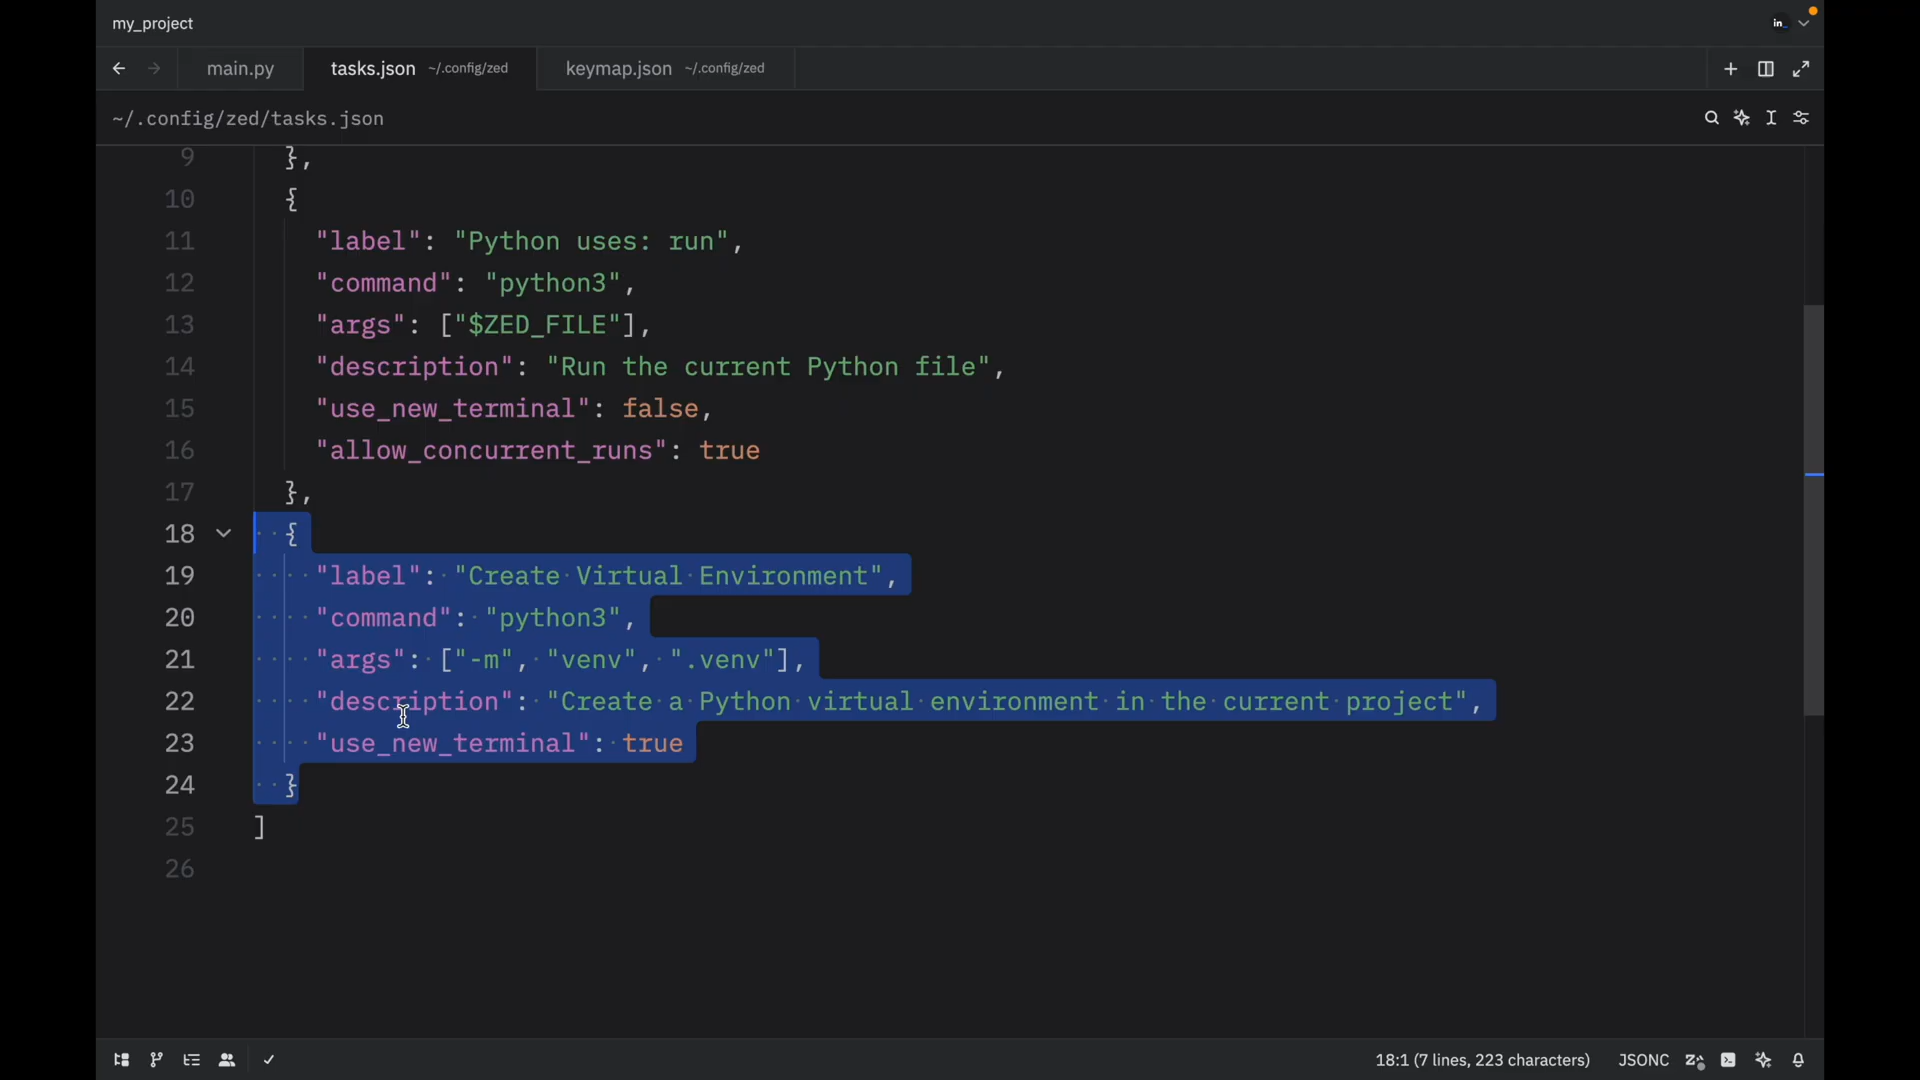 my_project
in_
main.py
tasks.json ~/.config/zed
keymap.json ~/.config/zed
~/.config/zed/tasks.json
9 },
10 {
11 "label": "Python uses: run",
12 "command": "python3",
13 "args": ["$ZED_FILE"],
14 "description": "Run the current Python file",
15 "use_new_terminal": false,
16 "allow_concurrent_runs": true
17 },
18 {
19 "label": "Create Virtual Environment",
20 "command": "python3",
21 "args": ["-m", "venv", ".venv"],
22 "description": "Create a Python virtual environment in the current project",
23 "use_new_terminal": true
24 }
25 ]
26
18:1 (7 lines, 223 characters) JSONC